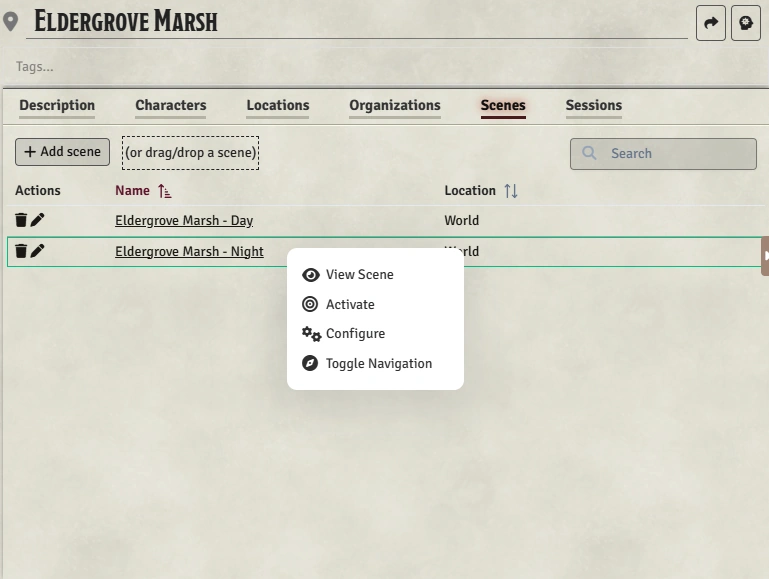 Eldergrove Marsh
Tags...
Description Characters Locations Organizations Scenes Sessions
+ Add scene (or drag/drop a scene) Search
Actions Name Location
Eldergrove Marsh - Day World
Eldergrove Marsh - Night World
View Scene
Activate
Configure
Toggle Navigation